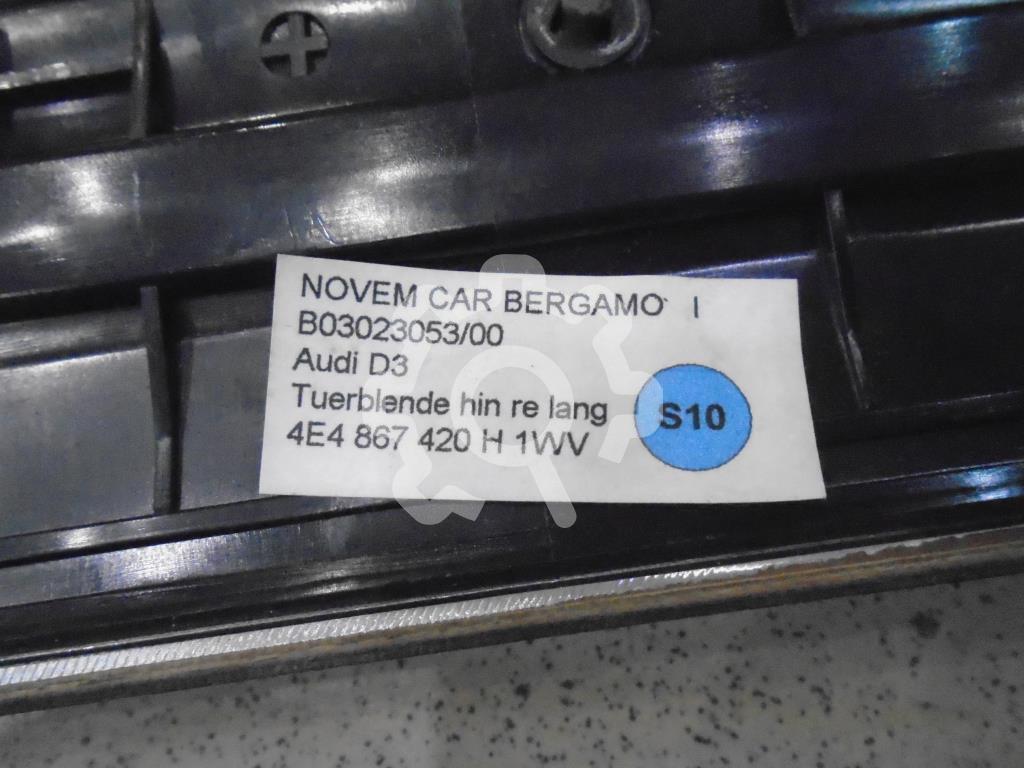 NOVEM CAR BERGAMO I
B03023053/00
Audi D3
Tuerblende hin re lang
4E4 867 420 H 1WV
S10